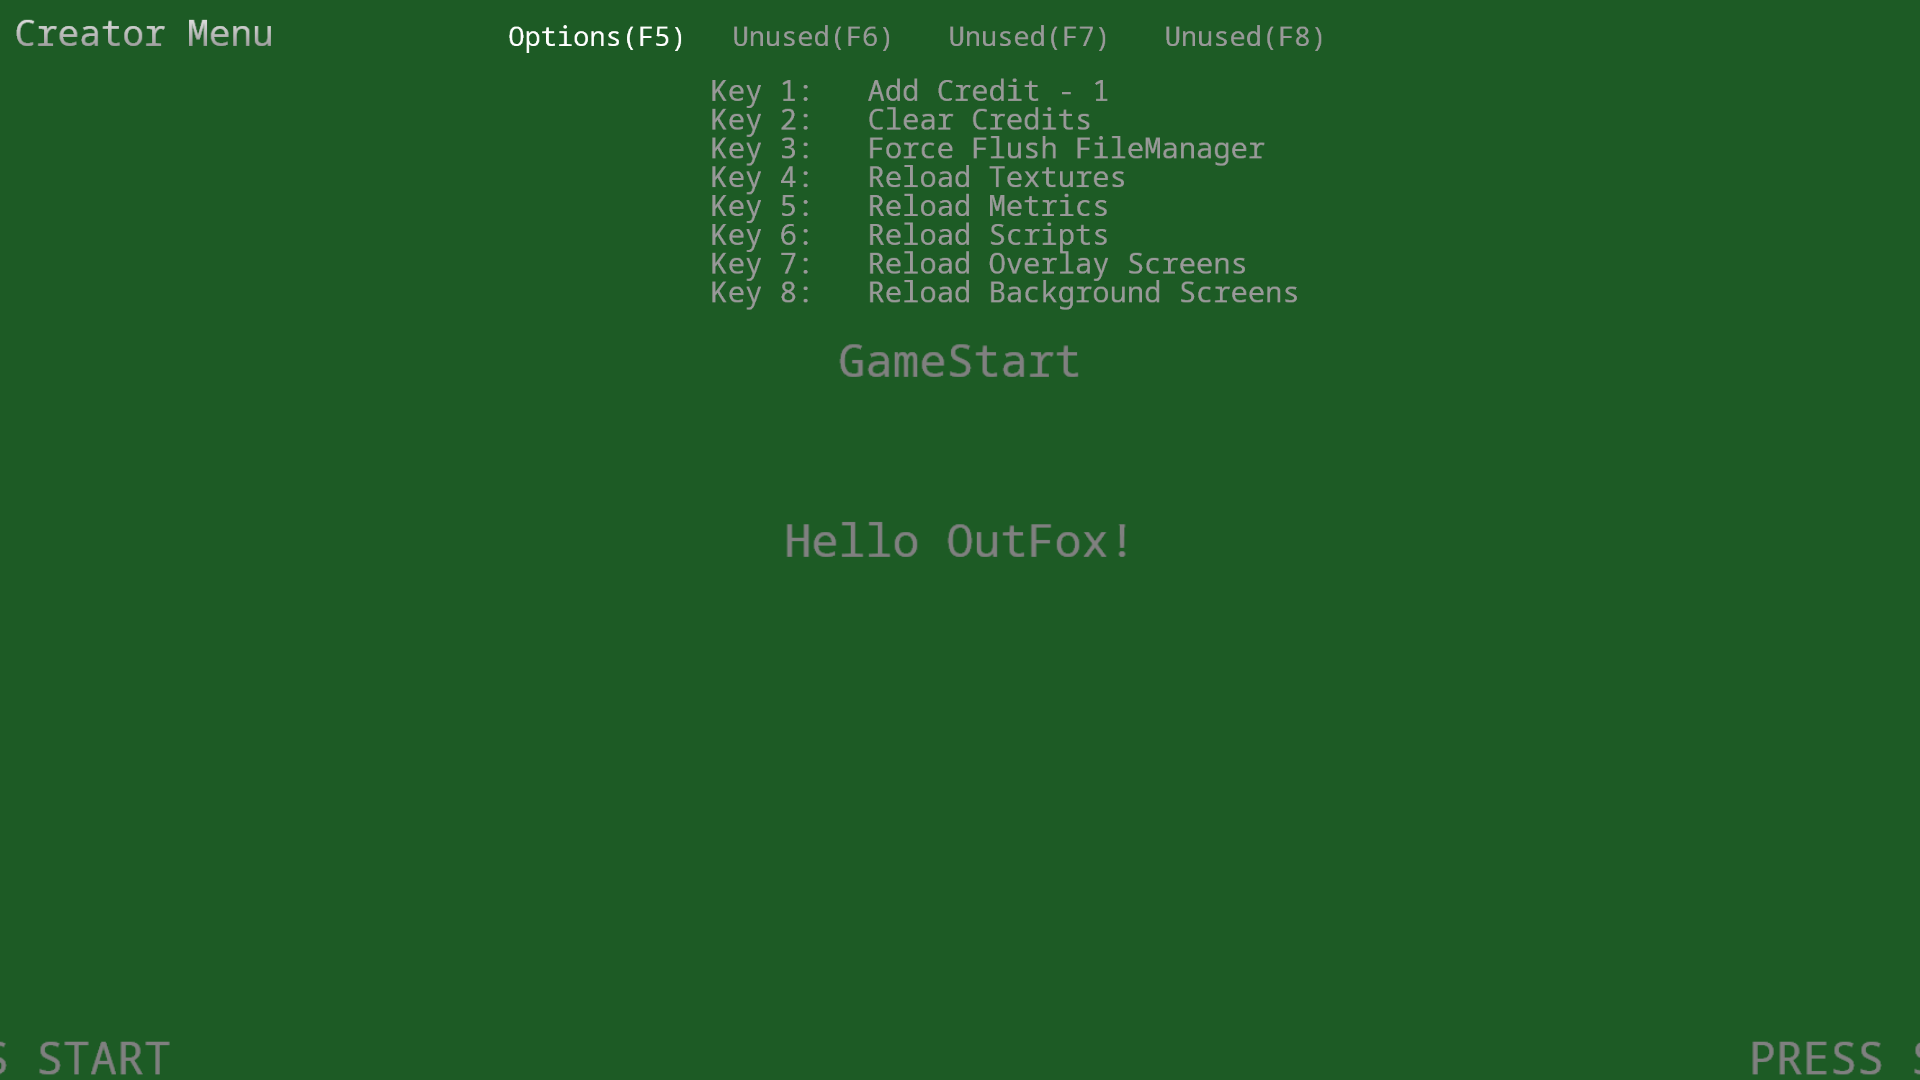 Creator Menu Options(F5) Unused(F6) Unused(F7) Unused(F8)
Key 1: Add Credit - 1
Key 2: Clear Credits
Key 3: Force Flush FileManager
Key 4: Reload Textures
Key 5: Reload Metrics
Key 6: Reload Scripts
Key 7: Reload Overlay Screens
Key 8: Reload Background Screens
GameStart
Hello OutFox!
S START PRESS S